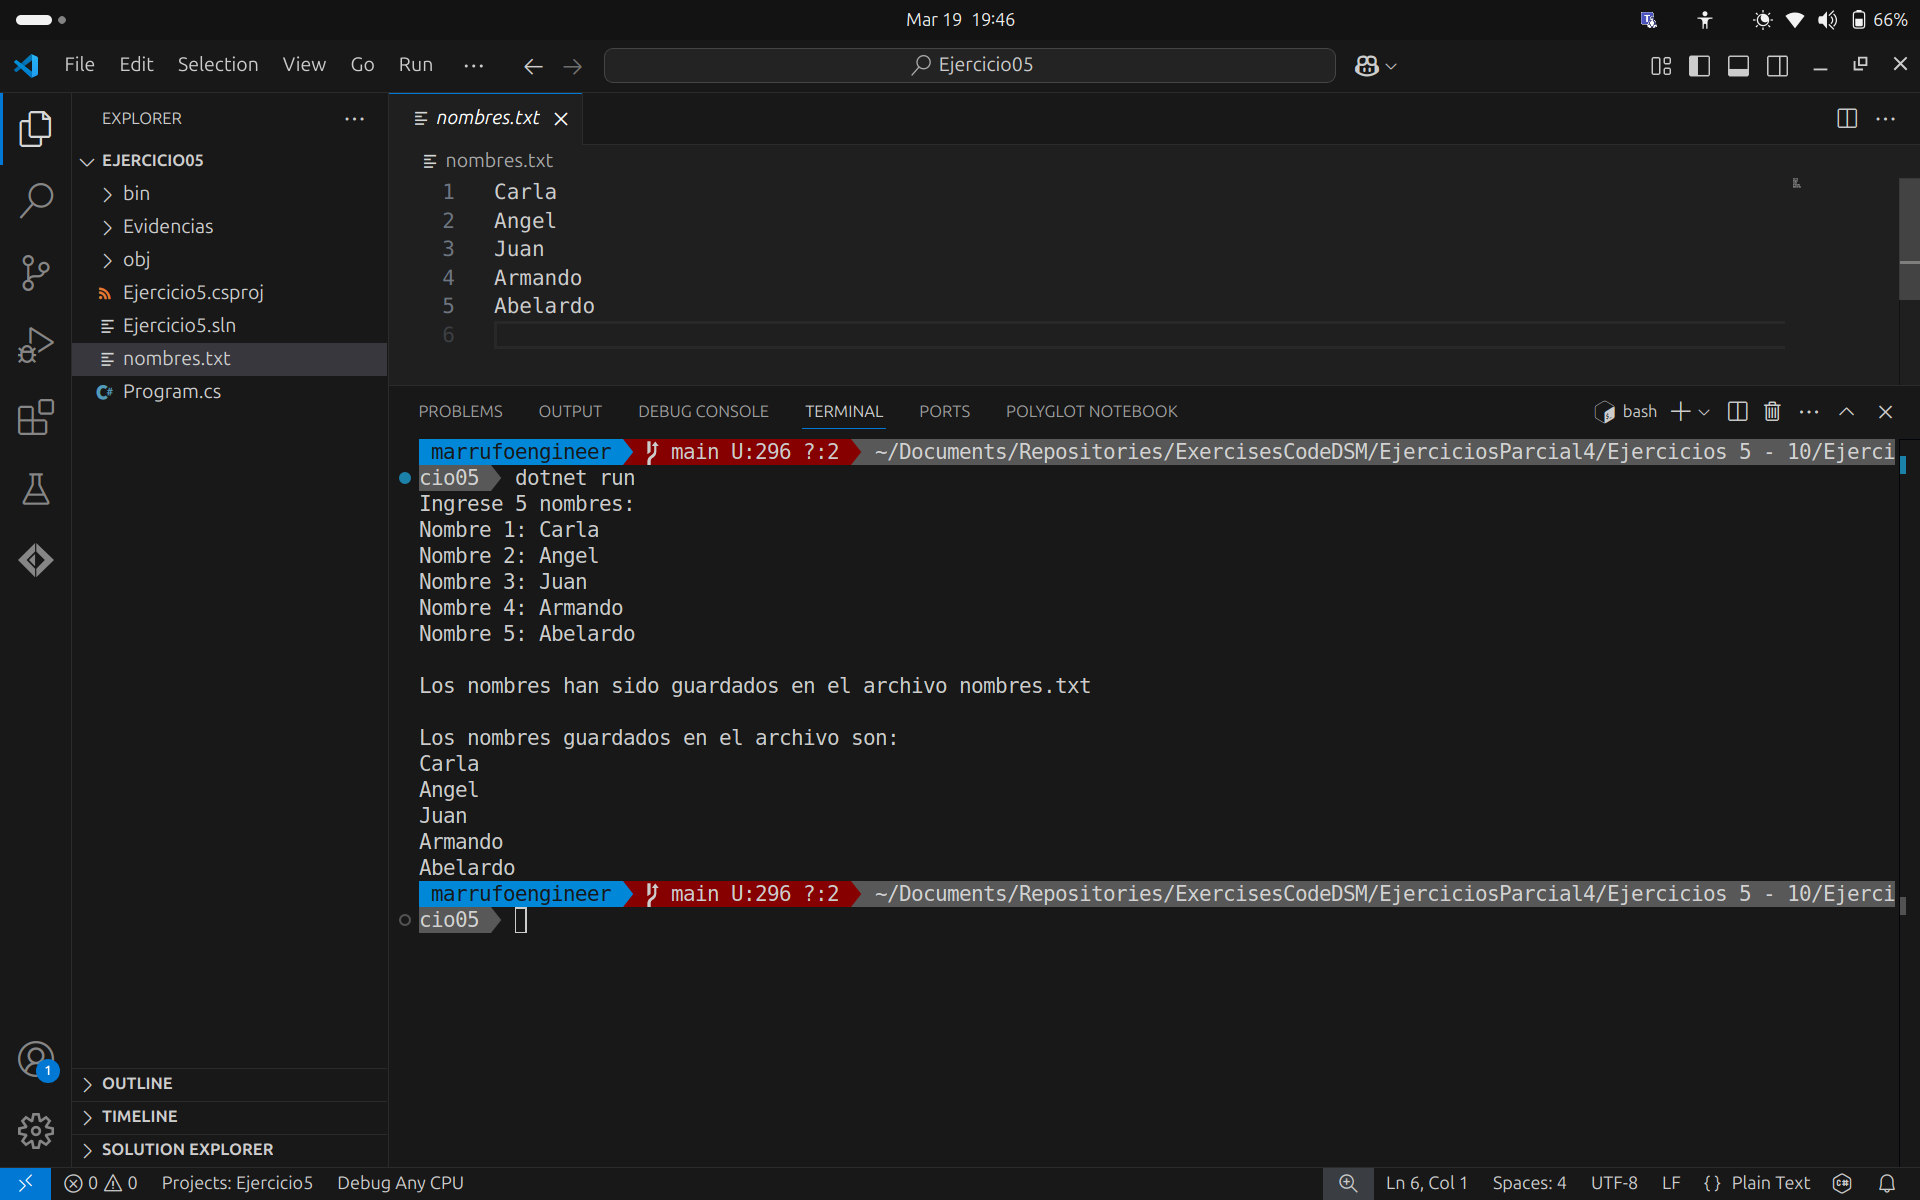 Mar 19 19:46
66%
File Edit Selection View Go Run ···
Ejercicio05
EXPLORER
EJERCICIO05
bin
Evidencias
obj
Ejercicio5.csproj
Ejercicio5.sln
nombres.txt
Program.cs
OUTLINE
TIMELINE
SOLUTION EXPLORER
1
nombres.txt
nombres.txt
1 Carla
2 Angel
3 Juan
4 Armando
5 Abelardo
6
PROBLEMS OUTPUT DEBUG CONSOLE TERMINAL PORTS POLYGLOT NOTEBOOK
bash
marrufoengineer main U:296 ?:2 ~/Documents/Repositories/ExercisesCodeDSM/EjerciciosParcial4/Ejercicios 5 - 10/Ejerci
cio05 dotnet run
Ingrese 5 nombres:
Nombre 1: Carla
Nombre 2: Angel
Nombre 3: Juan
Nombre 4: Armando
Nombre 5: Abelardo
Los nombres han sido guardados en el archivo nombres.txt
Los nombres guardados en el archivo son:
Carla
Angel
Juan
Armando
Abelardo
marrufoengineer main U:296 ?:2 ~/Documents/Repositories/ExercisesCodeDSM/EjerciciosParcial4/Ejercicios 5 - 10/Ejerci
cio05
0 0 Projects: Ejercicio5 Debug Any CPU
Ln 6, Col 1 Spaces: 4 UTF-8 LF {} Plain Text